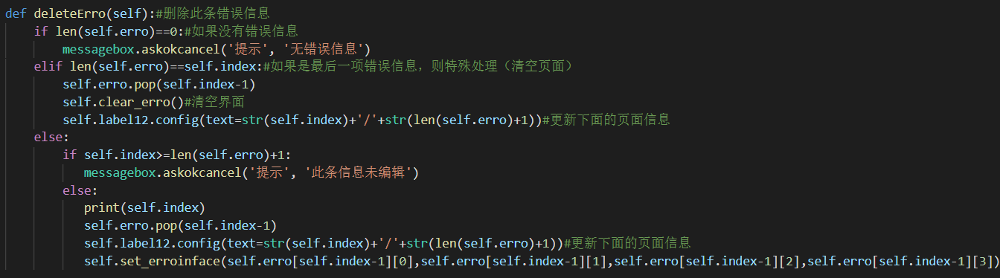 def deleteErro(self):#删除此条错误信息
    if len(self.erro)==0:#如果没有错误信息
        messagebox.askokcancel('提示', '无错误信息')
    elif len(self.erro)==self.index:#如果是最后一项错误信息，则特殊处理（清空页面）
        self.erro.pop(self.index-1)
        self.clear_erro()#清空界面
        self.label12.config(text=str(self.index)+'/'+str(len(self.erro)+1))#更新下面的页面信息
    else:
        if self.index>=len(self.erro)+1:
           messagebox.askokcancel('提示', '此条信息未编辑')
        else:
           print(self.index)
           self.erro.pop(self.index-1)
           self.label12.config(text=str(self.index)+'/'+str(len(self.erro)+1))#更新下面的页面信息
           self.set_erroinface(self.erro[self.index-1][0],self.erro[self.index-1][1],self.erro[self.index-1][2],self.erro[self.index-1][3])